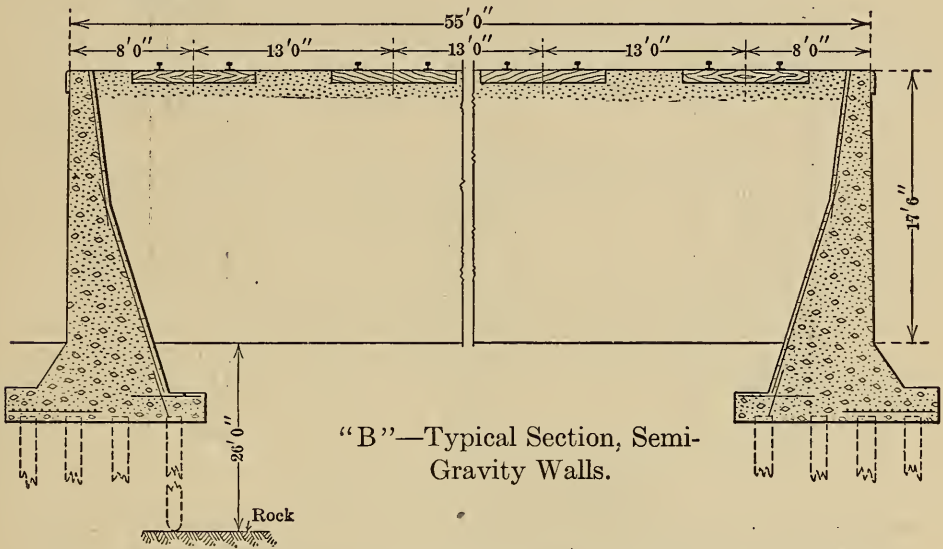 55'0"
8'0" 13'0" 13'0" 13'0" 8'0"
17'6"
26'0"
"B"—Typical Section, Semi-
Gravity Walls.
Rock